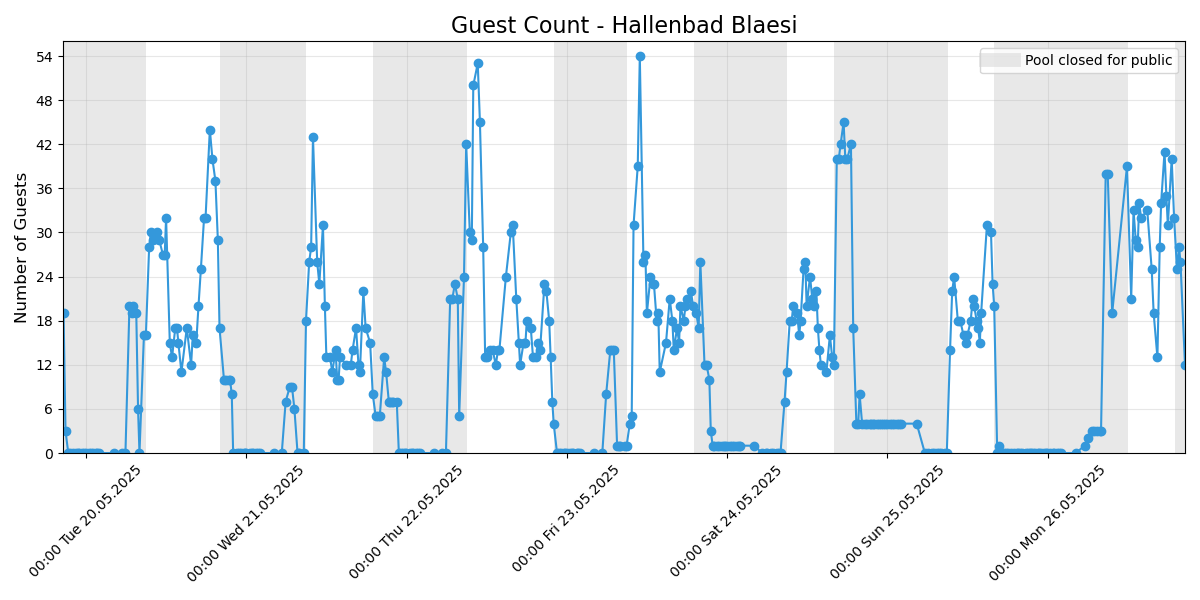 Guest Count - Hallenbad Blaesi
Pool closed for public
Number of Guests
54
48
42
36
30
24
18
12
6
0
00:00 Tue 20.05.2025
00:00 Wed 21.05.2025
00:00 Thu 22.05.2025
00:00 Fri 23.05.2025
00:00 Sat 24.05.2025
00:00 Sun 25.05.2025
00:00 Mon 26.05.2025